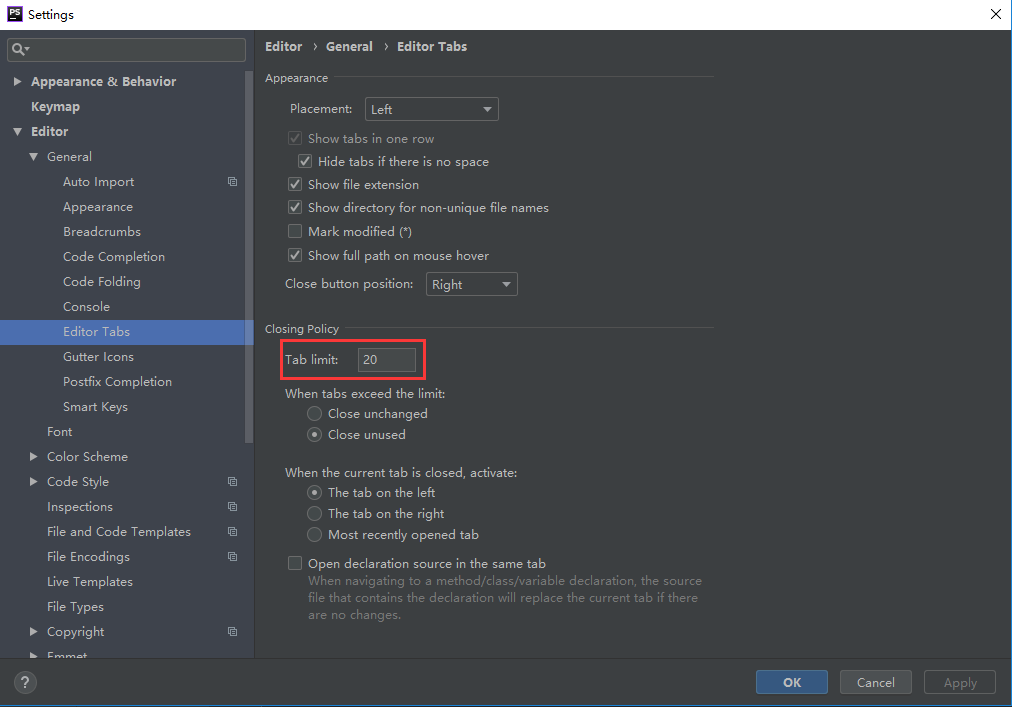 PS Settings
Appearance & Behavior
Keymap
Editor
General
Auto Import
Appearance
Breadcrumbs
Code Completion
Code Folding
Console
Editor Tabs
Gutter Icons
Postfix Completion
Smart Keys
Font
Color Scheme
Code Style
Inspections
File and Code Templates
File Encodings
Live Templates
File Types
Copyright
Emmet
Editor › General › Editor Tabs
Appearance
Placement: Left
Show tabs in one row
Hide tabs if there is no space
Show file extension
Show directory for non-unique file names
Mark modified (*)
Show full path on mouse hover
Close button position: Right
Closing Policy
Tab limit: 20
When tabs exceed the limit:
Close unchanged
Close unused
When the current tab is closed, activate:
The tab on the left
The tab on the right
Most recently opened tab
Open declaration source in the same tab
When navigating to a method/class/variable declaration, the source
file that contains the declaration will replace the current tab if there
are no changes.
? OK Cancel Apply